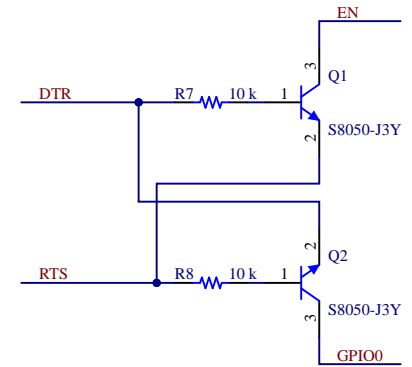 EN
3
Q1
DTR
R7 10 k 1
S8050-J3Y
2
2
Q2
RTS
R8 10 k 1
S8050-J3Y
3
GPIO0